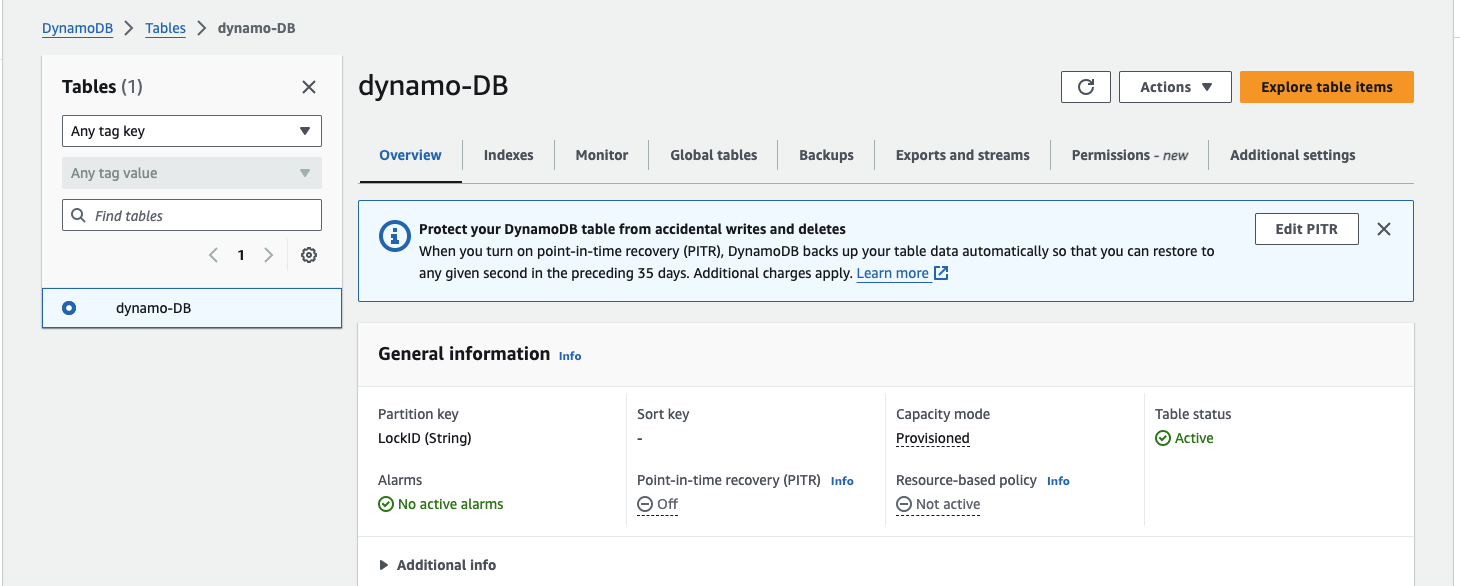 DynamoDB > Tables > dynamo-DB
Tables (1)
Any tag key
Any tag value
Find tables
1
dynamo-DB
dynamo-DB
Actions
Explore table items
Overview
Indexes
Monitor
Global tables
Backups
Exports and streams
Permissions - new
Additional settings
Protect your DynamoDB table from accidental writes and deletes
When you turn on point-in-time recovery (PITR), DynamoDB backs up your table data automatically so that you can restore to
any given second in the preceding 35 days. Additional charges apply. Learn more
Edit PITR
General information Info
Partition key
LockID (String)
Sort key
-
Capacity mode
Provisioned
Table status
Active
Alarms
No active alarms
Point-in-time recovery (PITR) Info
Off
Resource-based policy Info
Not active
Additional info